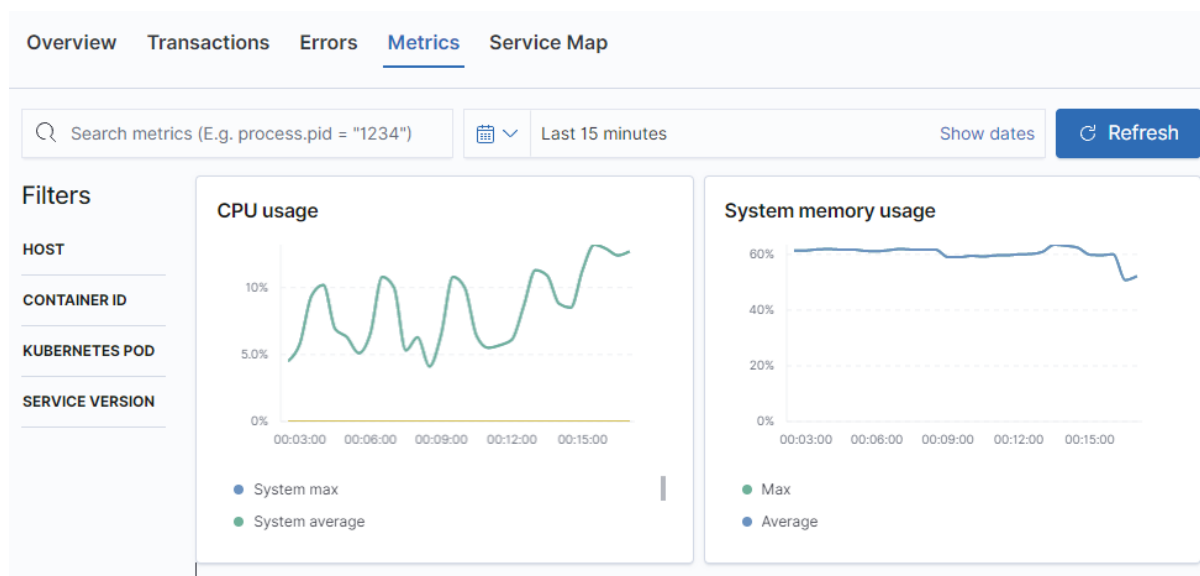 Overview Transactions Errors Metrics Service Map
Search metrics (E.g. process.pid = "1234") Last 15 minutes Show dates Refresh
Filters
HOST
CONTAINER ID
KUBERNETES POD
SERVICE VERSION
CPU usage
10%
5.0%
0%
00:03:00 00:06:00 00:09:00 00:12:00 00:15:00
System max
System average
System memory usage
60%
40%
20%
0%
00:03:00 00:06:00 00:09:00 00:12:00 00:15:00
Max
Average